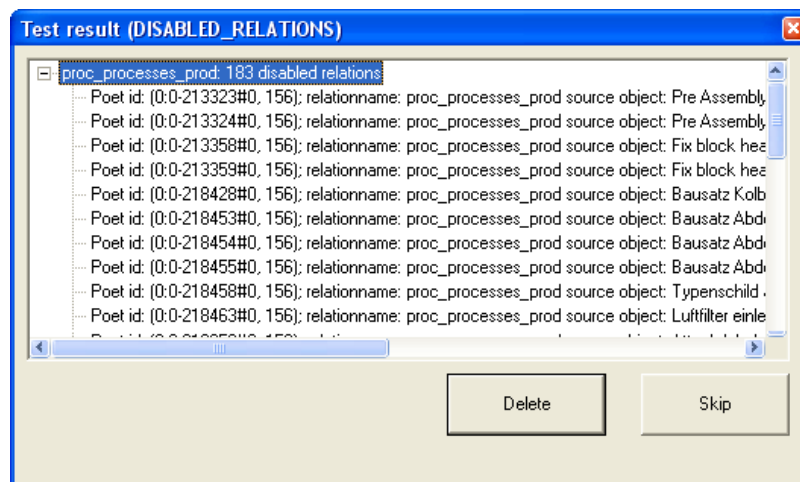 Test result (DISABLED_RELATIONS)
proc_processes_prod: 183 disabled relations
Poet id: (0:0-213323#0, 156); relationname: proc_processes_prod source object: Pre Assembly
Poet id: (0:0-213324#0, 156); relationname: proc_processes_prod source object: Pre Assembly
Poet id: (0:0-213358#0, 156); relationname: proc_processes_prod source object: Fix block hea
Poet id: (0:0-213359#0, 156); relationname: proc_processes_prod source object: Fix block hea
Poet id: (0:0-218428#0, 156); relationname: proc_processes_prod source object: Bausatz Kolb
Poet id: (0:0-218453#0, 156); relationname: proc_processes_prod source object: Bausatz Abd
Poet id: (0:0-218454#0, 156); relationname: proc_processes_prod source object: Bausatz Abd
Poet id: (0:0-218455#0, 156); relationname: proc_processes_prod source object: Bausatz Abd
Poet id: (0:0-218458#0, 156); relationname: proc_processes_prod source object: Typenschild
Poet id: (0:0-218463#0, 156); relationname: proc_processes_prod source object: Luftfilter einle
Delete Skip